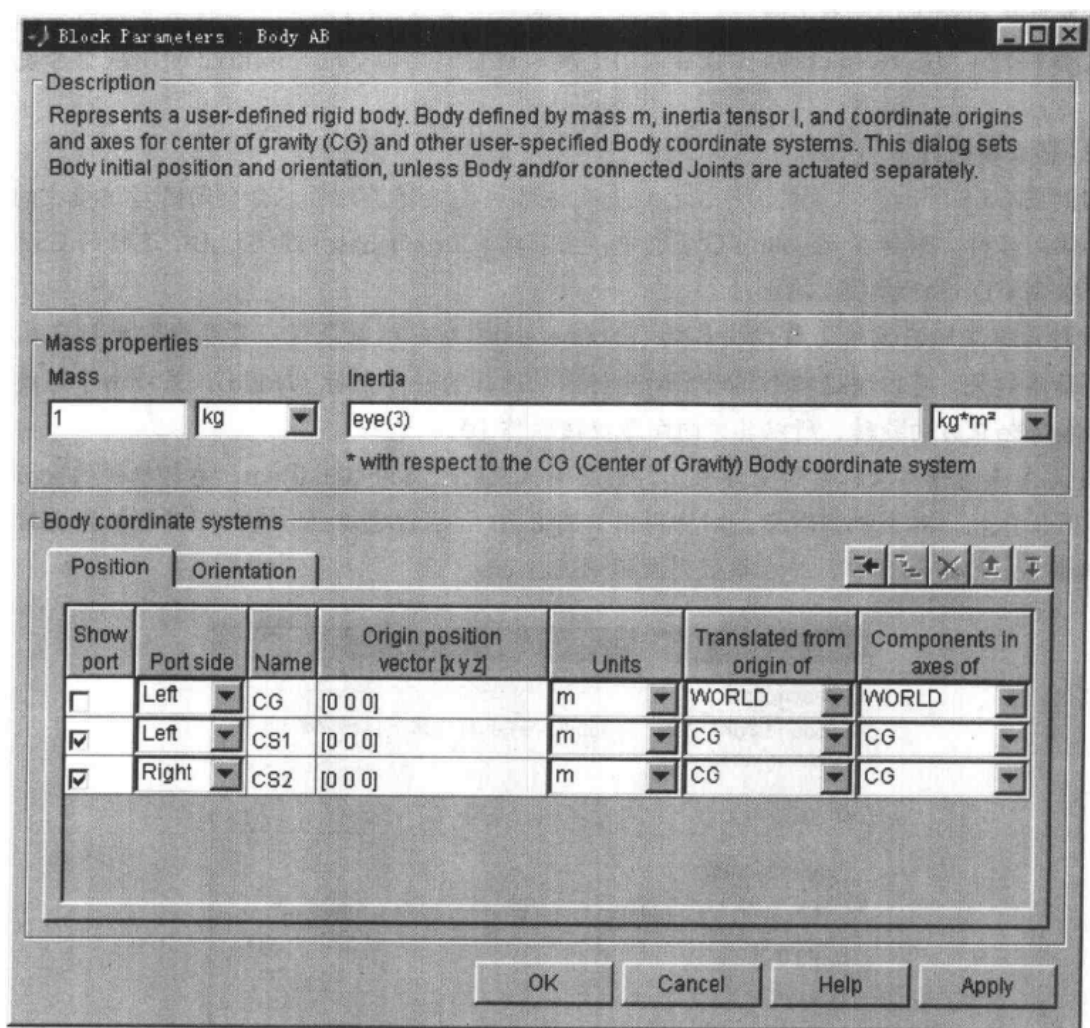 Block Parameters : Body AB
Description
Represents a user-defined rigid body. Body defined by mass m, inertia tensor I, and coordinate origins
and axes for center of gravity (CG) and other user-specified Body coordinate systems. This dialog sets
Body initial position and orientation, unless Body and/or connected Joints are actuated separately.
Mass properties
Mass
Inertia
1
kg
eye(3)
kg*m²
* with respect to the CG (Center of Gravity) Body coordinate system
Body coordinate systems
Position
Orientation
Show port
Port side
Name
Origin position vector [x y z]
Units
Translated from origin of
Components in axes of
Left CG [0 0 0] m WORLD WORLD
Left CS1 [0 0 0] m CG CG
Right CS2 [0 0 0] m CG CG
OK Cancel Help Apply